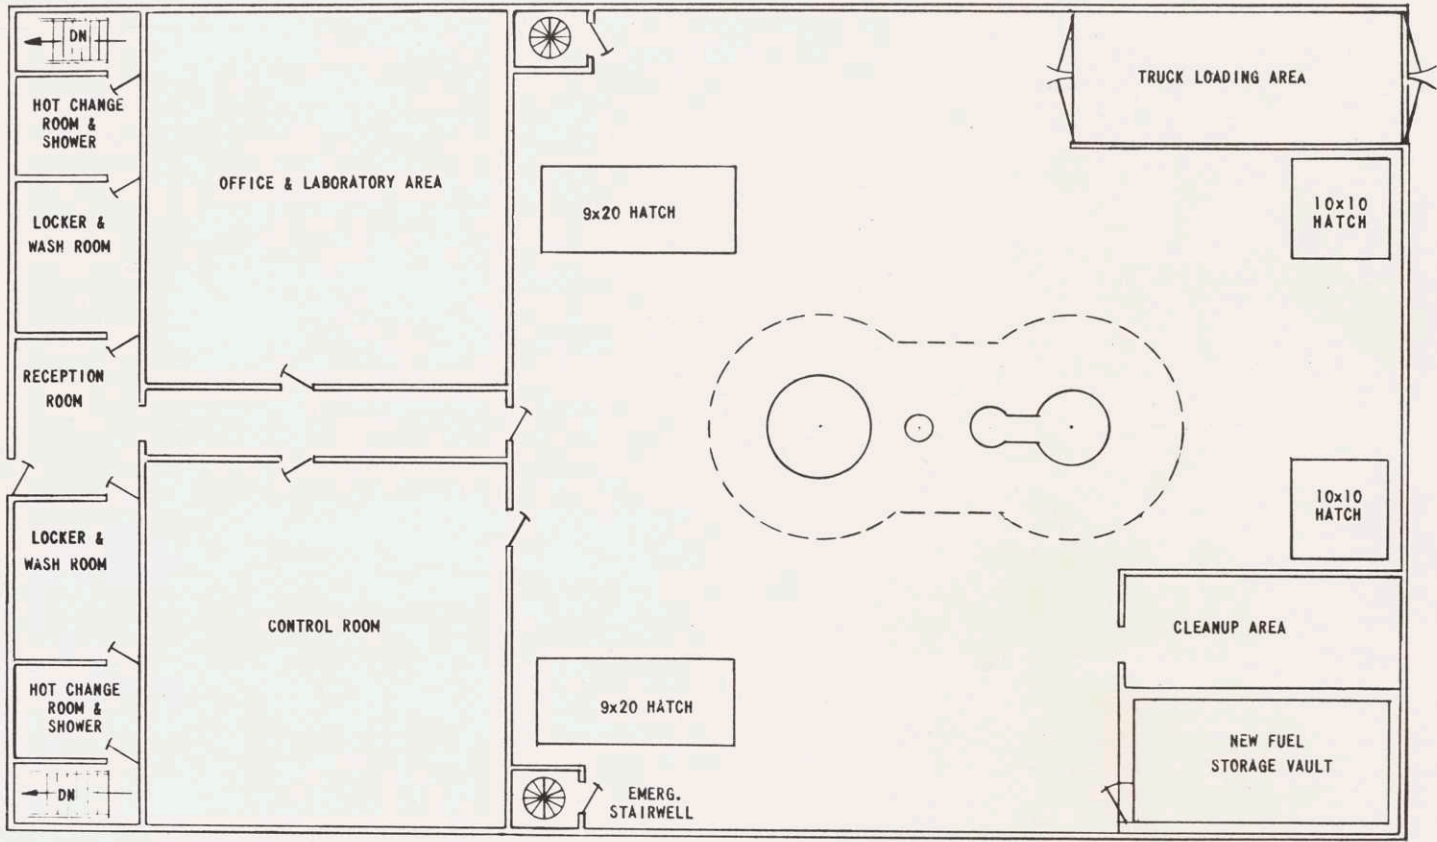 DN
HOT CHANGE
ROOM &
SHOWER
LOCKER &
WASH ROOM
RECEPTION
ROOM
LOCKER &
WASH ROOM
HOT CHANGE
ROOM &
SHOWER
DN
OFFICE & LABORATORY AREA
CONTROL ROOM
9x20 HATCH
9x20 HATCH
EMERG.
STAIRWELL
TRUCK LOADING AREA
10x10
HATCH
10x10
HATCH
CLEANUP AREA
NEW FUEL
STORAGE VAULT